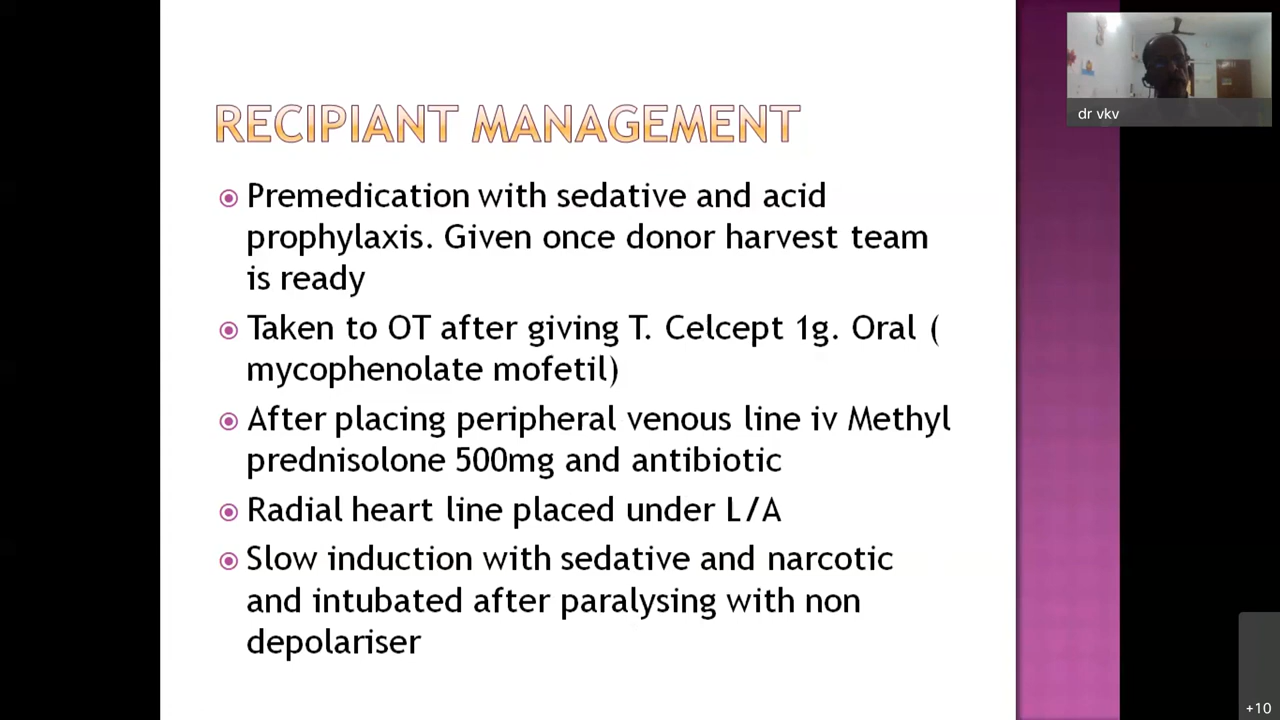 RECIPIANT MANAGEMENT
Premedication with sedative and acid
prophylaxis. Given once donor harvest team
is ready
Taken to OT after giving T. Celcept 1g. Oral (
mycophenolate mofetil)
After placing peripheral venous line iv Methyl
prednisolone 500mg and antibiotic
Radial heart line placed under L/A
Slow induction with sedative and narcotic
and intubated after paralysing with non
depolariser
dr vkv
+10